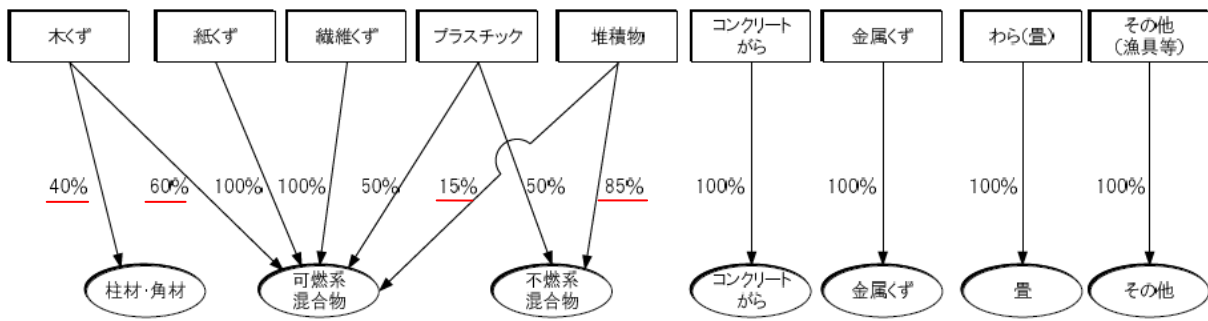 木くず
紙くず
繊維くず
プラスチック
堆積物
コンクリート
がら
金属くず
わら(畳)
その他
(漁具等)
40%
60%
100%
100%
50%
15%
50%
85%
100%
100%
100%
100%
柱材・角材
可燃系
混合物
不燃系
混合物
コンクリート
がら
金属くず
畳
その他